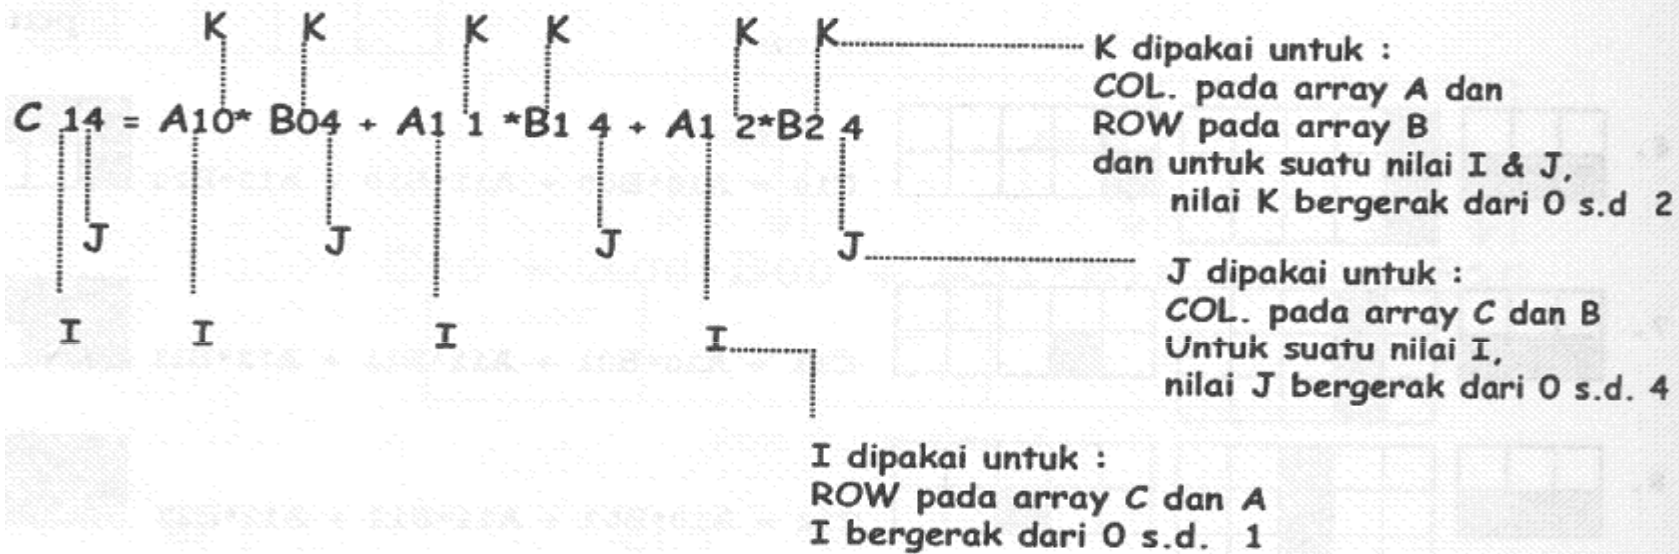 K K K K K K
C 14 = A10* B04 + A1 1 *B1 4 + A1 2*B2 4
K dipakai untuk :
COL. pada array A dan
ROW pada array B
dan untuk suatu nilai I & J,
nilai K bergerak dari 0 s.d 2
J J J J
J dipakai untuk :
COL. pada array C dan B
Untuk suatu nilai I,
nilai J bergerak dari 0 s.d. 4
I I I I
I dipakai untuk :
ROW pada array C dan A
I bergerak dari 0 s.d. 1